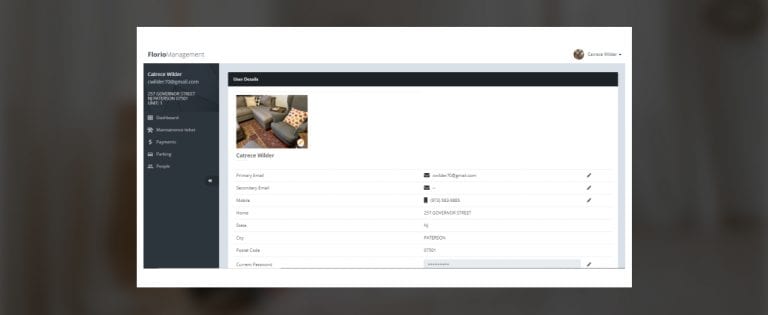 FlorioManagement
Catrece Wilder
Catrece Wilder
cwilder70@gmail.com
257 GOVERNOR STREET
NJ PATERSON 07501
UNIT: 1
Dashboard
Maintenance ticket
Payments
Parking
People
User Details
Catrece Wilder
Primary Email cwilder70@gmail.com
Secondary Email --
Mobile (973)
Home 257 GOVERNOR STREET
State NJ
City PATERSON
Postal Code 07501
Current Password *********